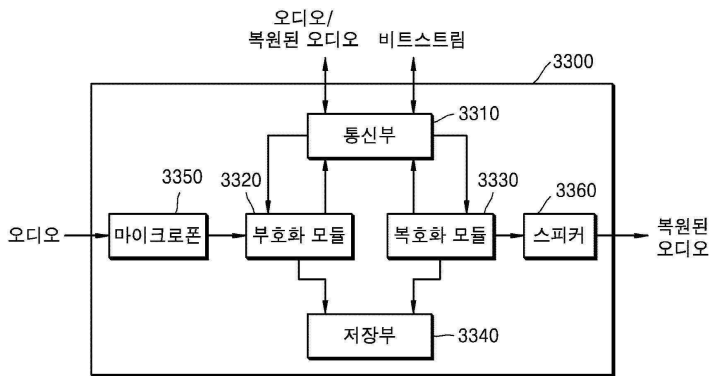 오디오/
복원된 오디오
비트스트림
3300
3310
통신부
3350
3320
3330
3360
오디오
마이크로폰
부호화 모듈
복호화 모듈
스피커
복원된
오디오
저장부
3340